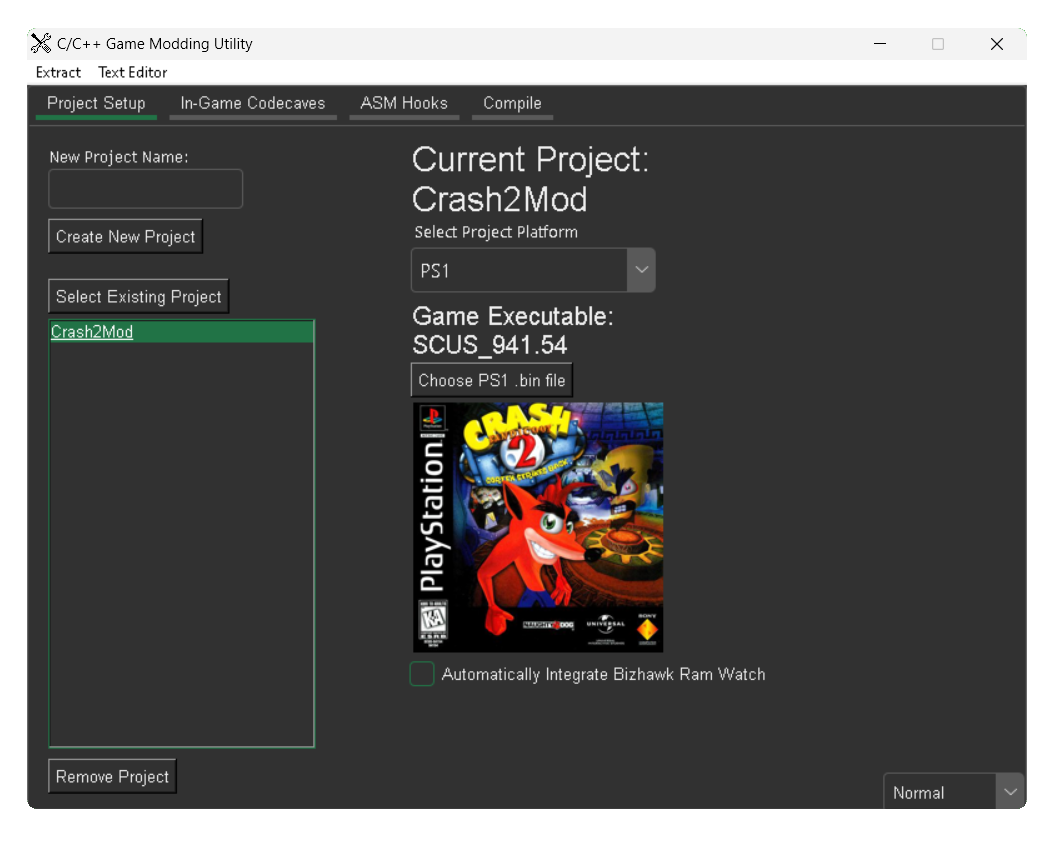 C/C++ Game Modding Utility
Extract Text Editor
Project Setup In-Game Codecaves ASM Hooks Compile
New Project Name:
Create New Project
Select Existing Project
Crash2Mod
Remove Project
Current Project:
Crash2Mod
Select Project Platform
PS1
Game Executable:
SCUS_941.54
Choose PS1 .bin file
PlayStation
CRASH
BANDICOOT
2
CORTEX STRIKES BACK
NAUGHTY DOG
UNIVERSAL
SONY
Automatically Integrate Bizhawk Ram Watch
Normal